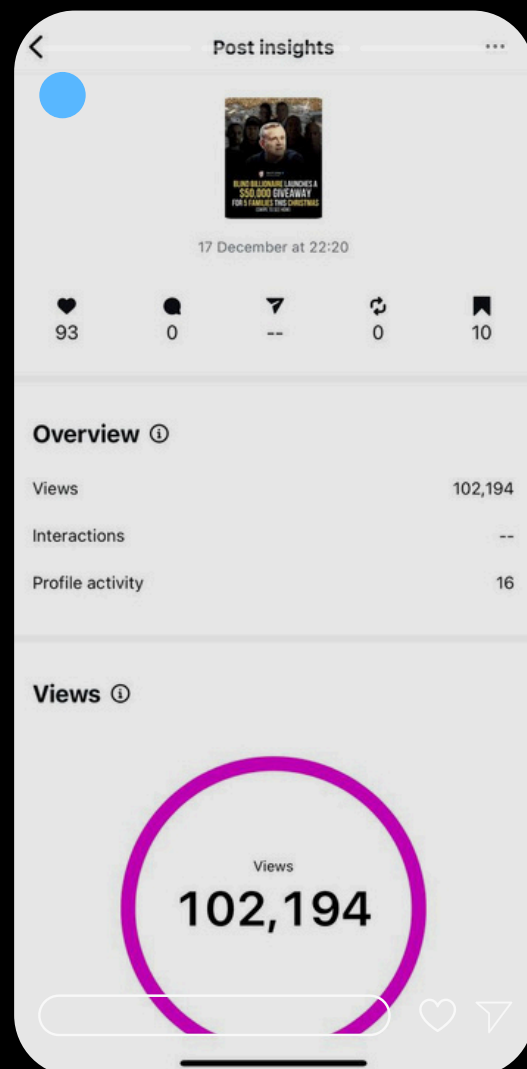 Post insights
BLIND BILLIONAIRE LAUNCHES A
$50,000 GIVEAWAY
FOR 5 FAMILIES THIS CHRISTMAS
17 December at 22:20
93 0 -- 0 10
Overview
Views 102,194
Interactions --
Profile activity 16
Views
Views
102,194